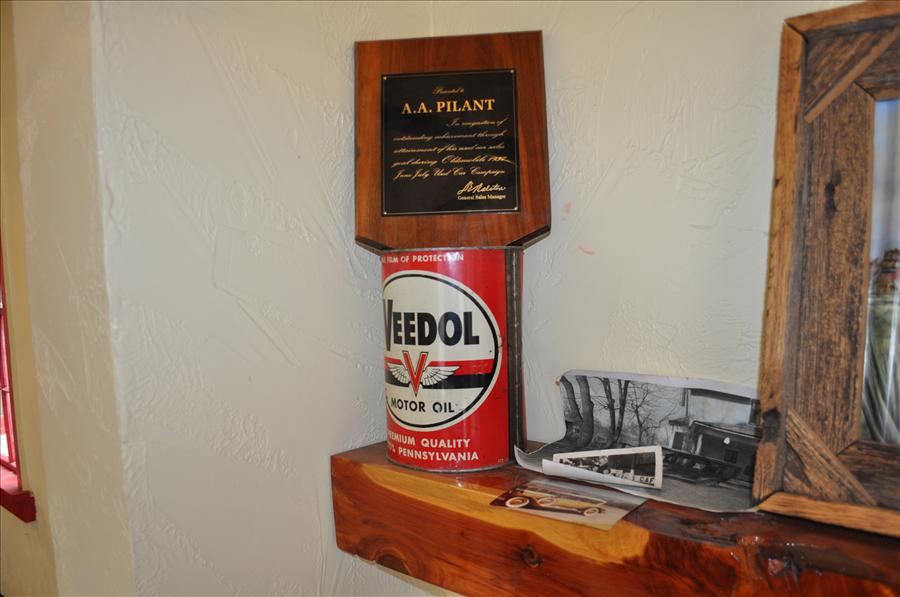 Presented to
A.A. PILANT
In recognition of
outstanding achievement through
attainment of his used car sales
goal during Oldsmobile
June July Used Car Campaign
General Sales Manager
FILM OF PROTECTION
VEEDOL
MOTOR OIL
PREMIUM QUALITY
PENNSYLVANIA
CAF